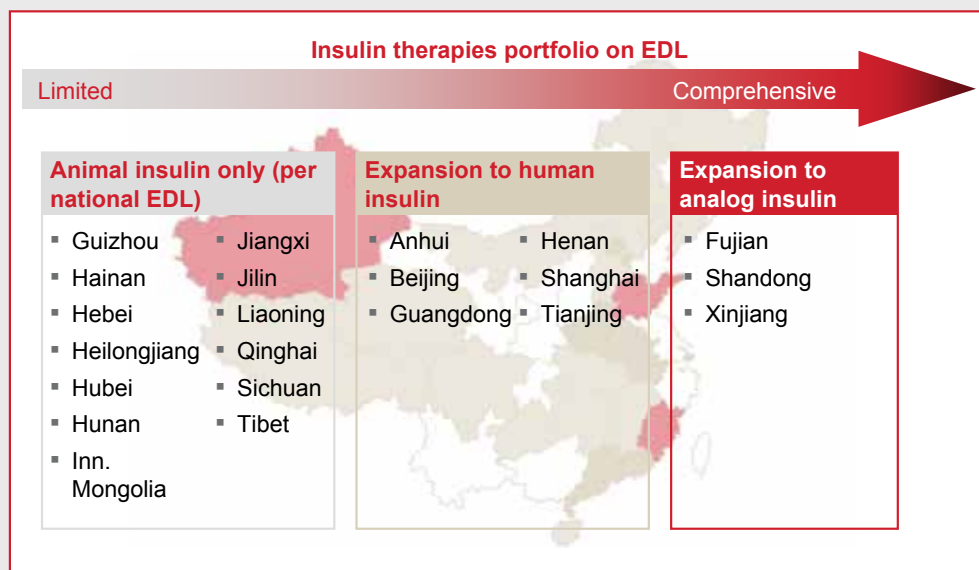 Insulin therapies portfolio on EDL
Limited
Comprehensive
Animal insulin only (per
national EDL)
Guizhou
Hainan
Hebei
Heilongjiang
Hubei
Hunan
Inn.
Mongolia
Jiangxi
Jilin
Liaoning
Qinghai
Sichuan
Tibet
Expansion to human
insulin
Anhui
Beijing
Guangdong
Henan
Shanghai
Tianjing
Expansion to
analog insulin
Fujian
Shandong
Xinjiang